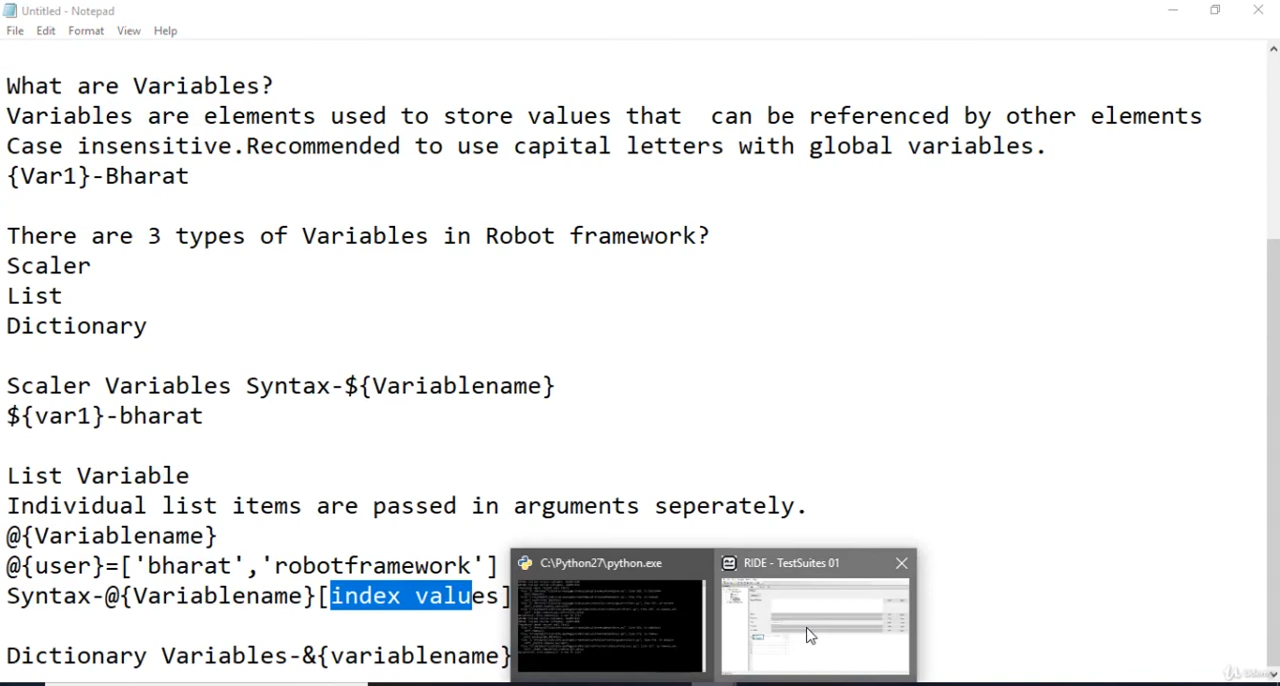 Untitled - Notepad
File Edit Format View Help
What are Variables?
Variables are elements used to store values that  can be referenced by other elements
Case insensitive.Recommended to use capital letters with global variables.
{Var1}-Bharat
There are 3 types of Variables in Robot framework?
Scaler
List
Dictionary
Scaler Variables Syntax-${Variablename}
${var1}-bharat
List Variable
Individual list items are passed in arguments seperately.
@{Variablename}
@{user}=['bharat','robotframework']
Syntax-@{Variablename}[index values]
Dictionary Variables-&{variablename}
C:\Python27\python.exe
RIDE - TestSuites 01
Udemy